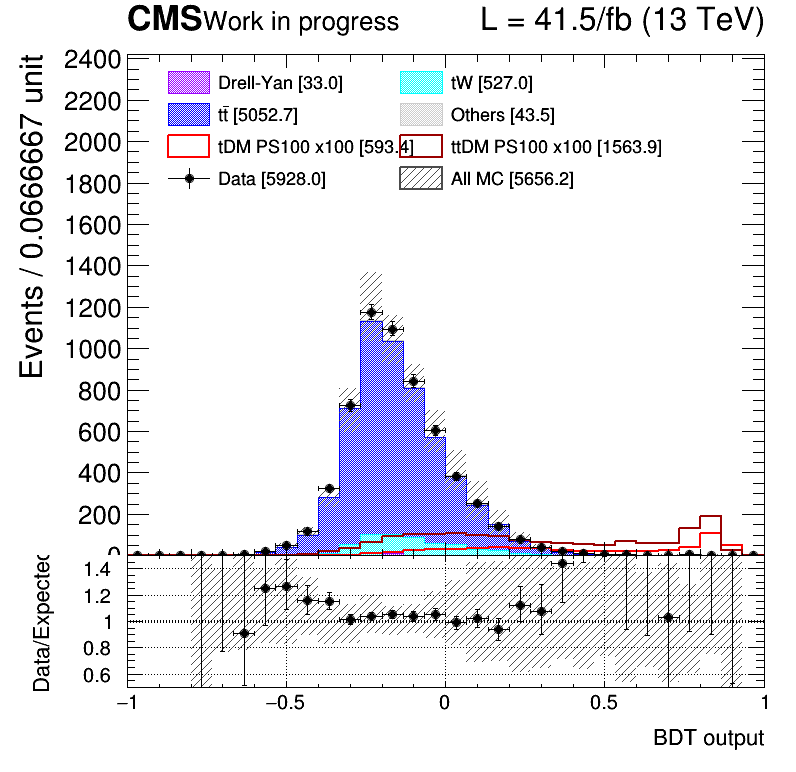 CMS Work in progress L = 41.5/fb (13 TeV)
Events / 0.0666667 unit
2400
2200
2000
1800
1600
1400
1200
1000
800
600
400
200
0
Drell-Yan [33.0] tW [527.0]
tt̄ [5052.7] Others [43.5]
tDM PS100 x100 [593.4] ttDM PS100 x100 [1563.9]
Data [5928.0] All MC [5656.2]
Data/Expected
1.4
1.2
1
0.8
0.6
−1 −0.5 0 0.5 1
BDT output